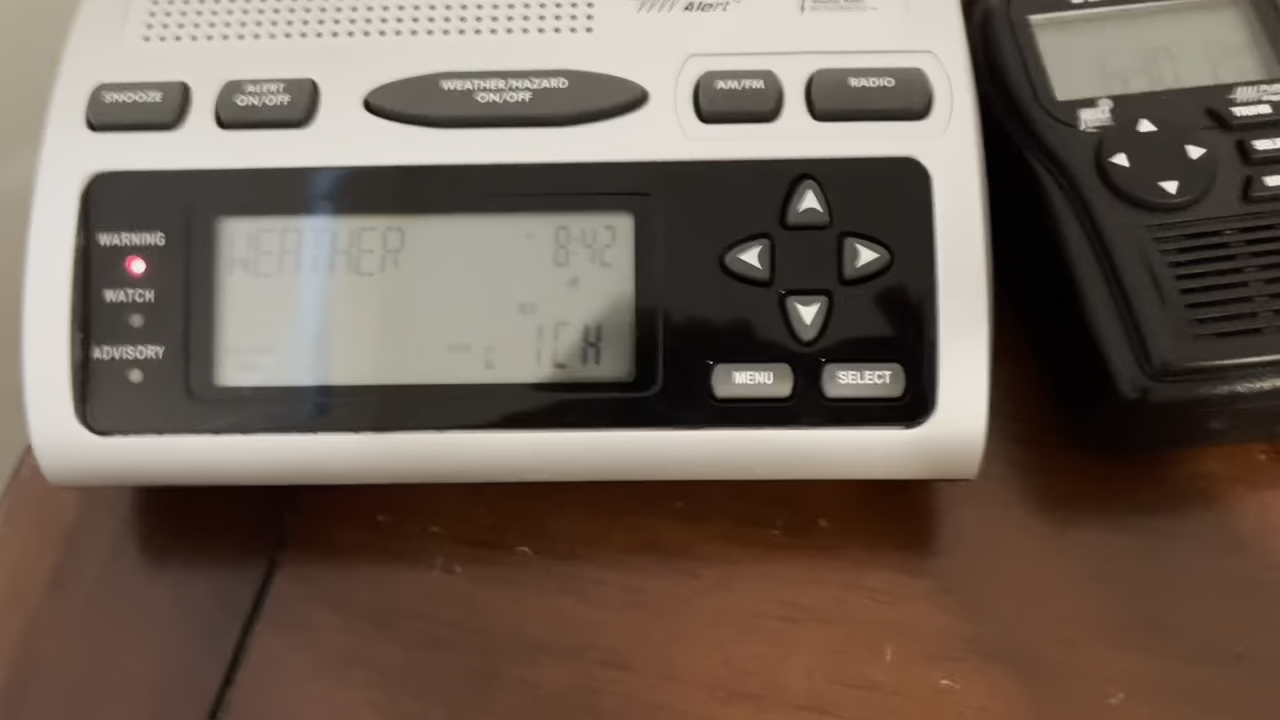 Alert
SNOOZE
ALERT
ON/OFF
WEATHER/HAZARD
ON/OFF
AM/FM
RADIO
WARNING
WATCH
ADVISORY
WEATHER 8:42
MENU
SELECT